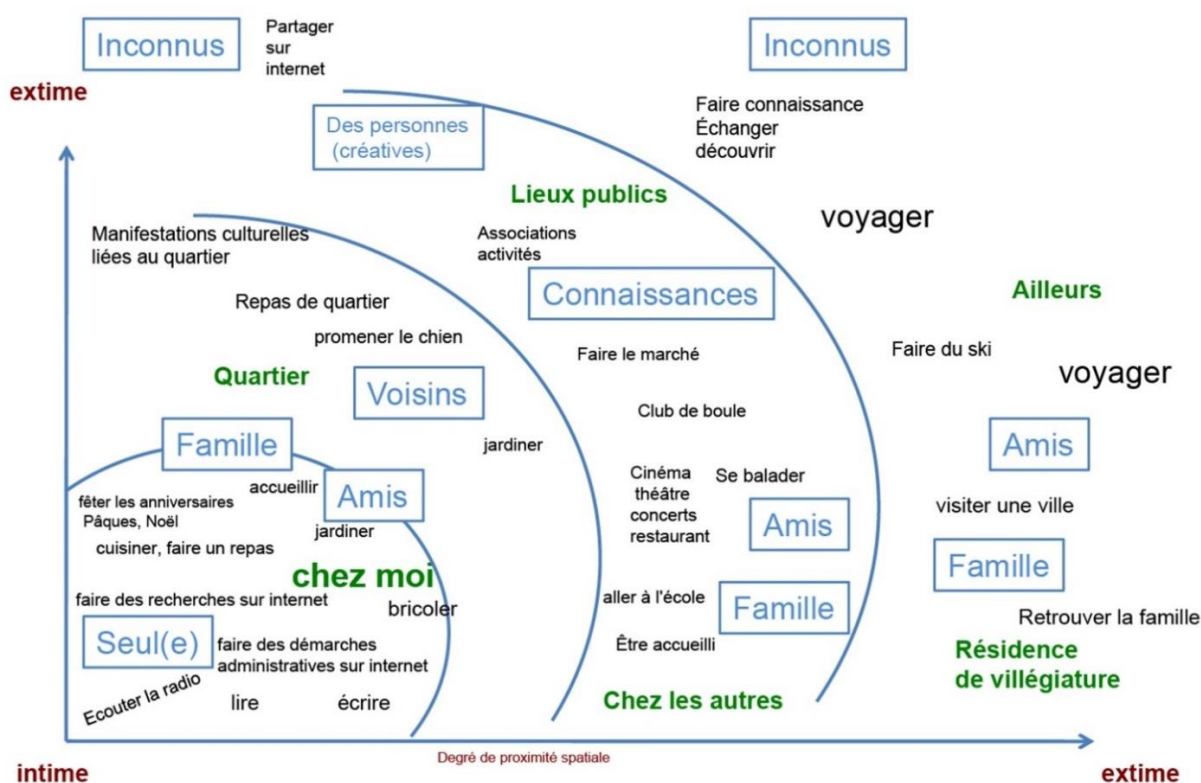 Inconnus
Partager
sur
internet
Inconnus
extime
Faire connaissance
Échanger
découvrir
Des personnes
(créatives)
Lieux publics
voyager
Manifestations culturelles
liées au quartier
Associations
activités
Connaissances
Ailleurs
Repas de quartier
promener le chien
Faire le marché
Faire du ski
voyager
Quartier
Voisins
Club de boule
Famille
jardiner
Amis
accueillir
Amis
Cinéma
théâtre
concerts
restaurant
Se balader
fêter les anniversaires
Pâques, Noël
jardiner
Amis
visiter une ville
cuisiner, faire un repas
chez moi
Famille
faire des recherches sur internet
bricoler
aller à l'école
Famille
Retrouver la famille
Seul(e)
faire des démarches
administratives sur internet
Être accueilli
Résidence
de villégiature
Ecouter la radio
lire
écrire
Chez les autres
intime
Degré de proximité spatiale
extime